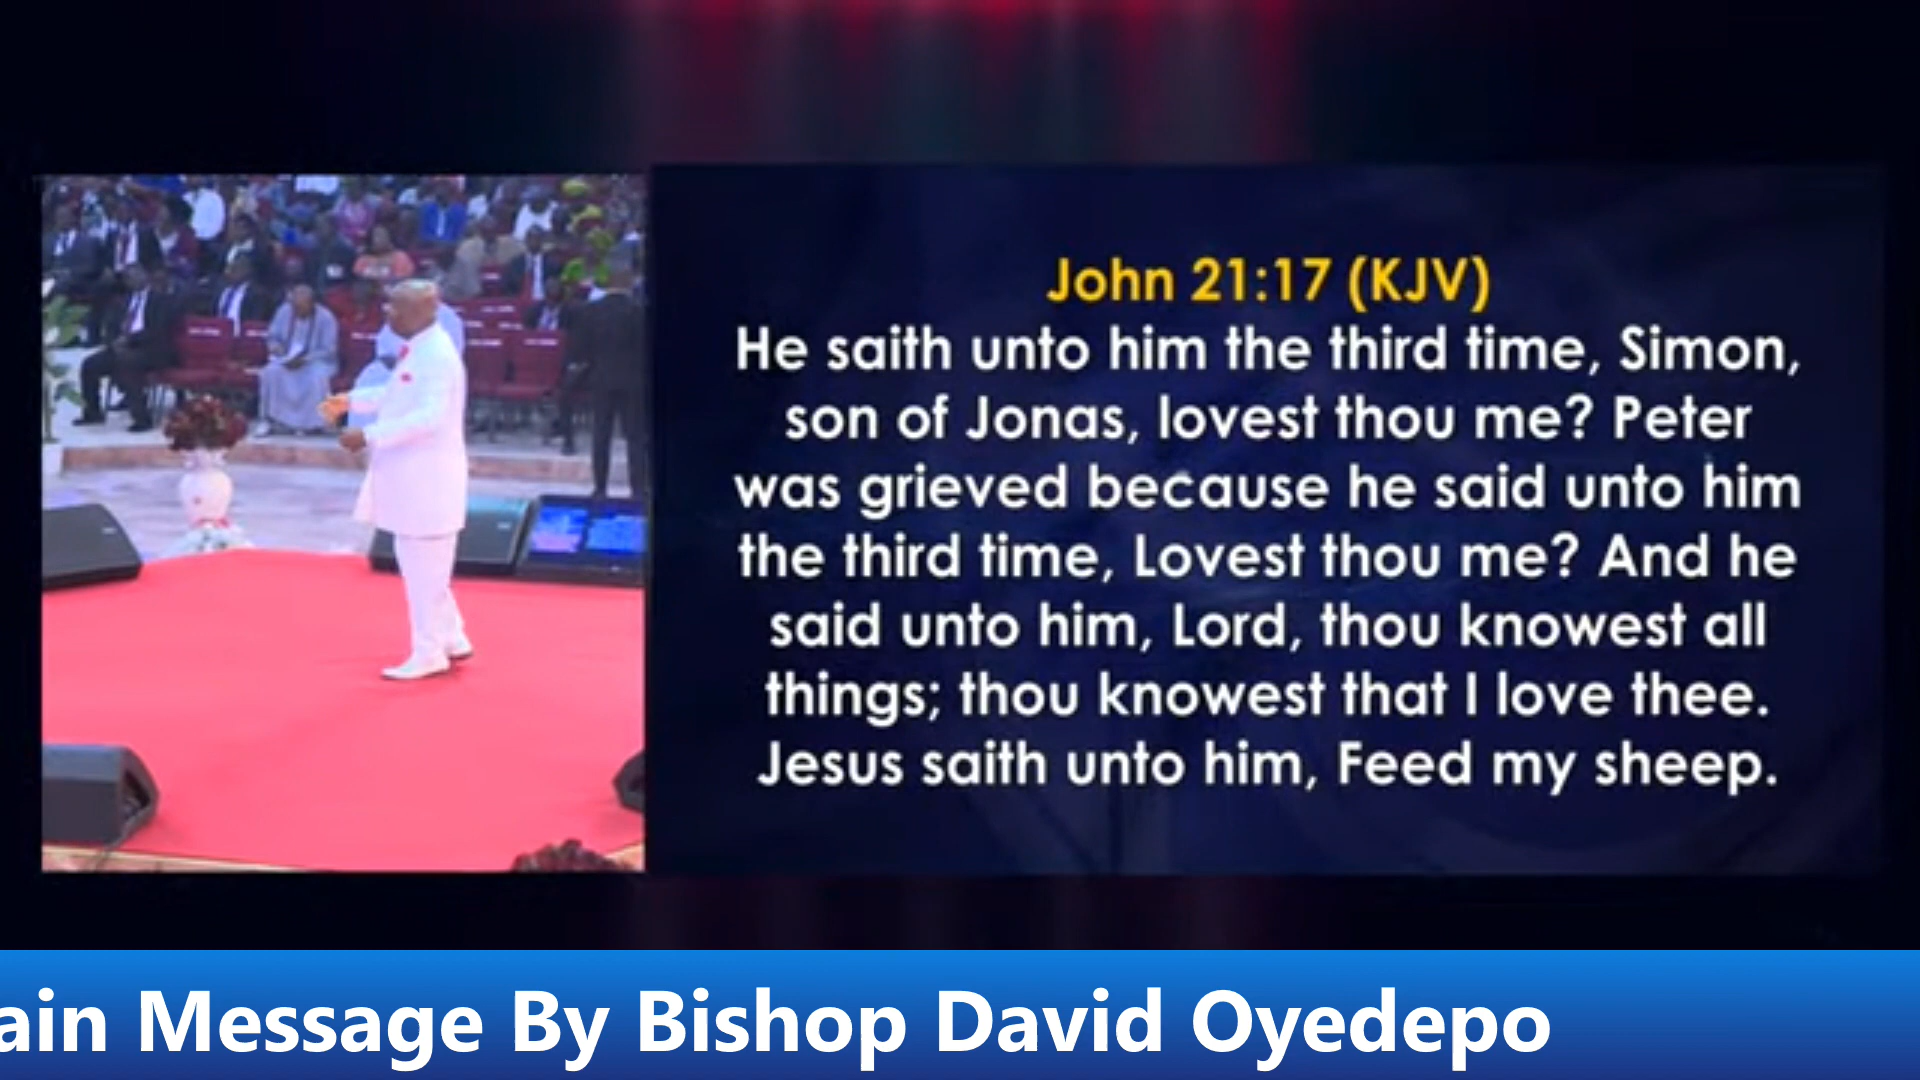 John 21:17 (KJV)
He saith unto him the third time, Simon,
son of Jonas, lovest thou me? Peter
was grieved because he said unto him
the third time, Lovest thou me? And he
said unto him, Lord, thou knowest all
things; thou knowest that I love thee.
Jesus saith unto him, Feed my sheep.
ain Message By Bishop David Oyedepo